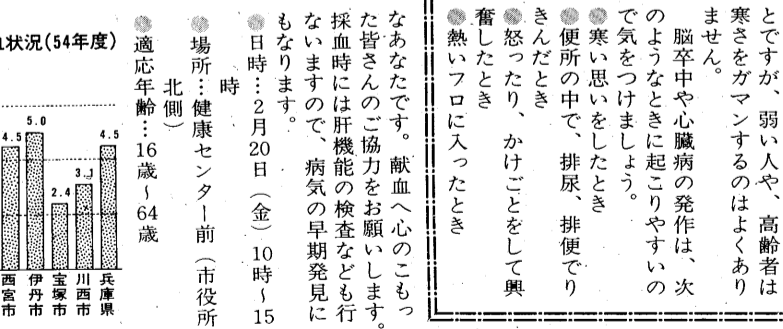 とですが、弱い人や、高齢者は
寒さをガマンするのはよくあり
ません。
脳卒中や心臓病の発作は、次
のようなときに起こりやすいの
で気をつけましょう。
●寒い思いをしたとき
●便所の中で、排尿、排便でり
きんだとき
●怒ったり、かけごとをして興
奮したとき
●熱いフロに入ったとき
なあなたです。献血へ心のこもっ
た皆さんのご協力をお願いします。
採血時には肝機能の検査なども行
ないますので、病気の早期発見に
もなります。
●日時…2月20日（金）10時～15
時
●場所…健康センター前（市役所
北側）
●適応年齢…16歳～64歳
状況(54年度)
4.5
5.0
2.4
3.1
4.5
西宮市
伊丹市
宝塚市
川西市
兵庫県